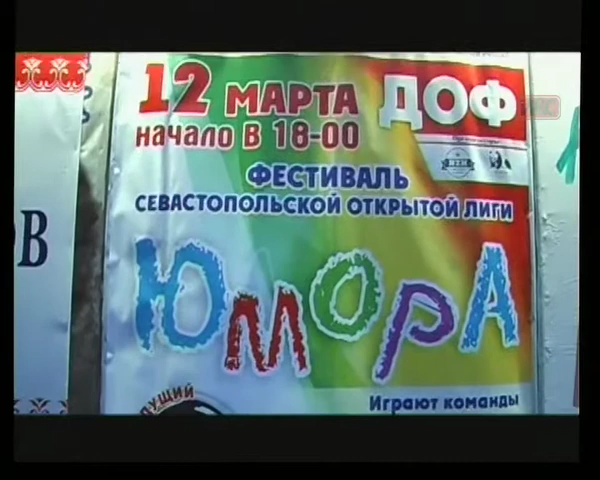 12 МАРТА ДОФ
начало в 18-00
ФЕСТИВАЛЬ
СЕВАСТОПОЛЬСКОЙ ОТКРЫТОЙ ЛИГИ
ЮМОРА
Играют команды